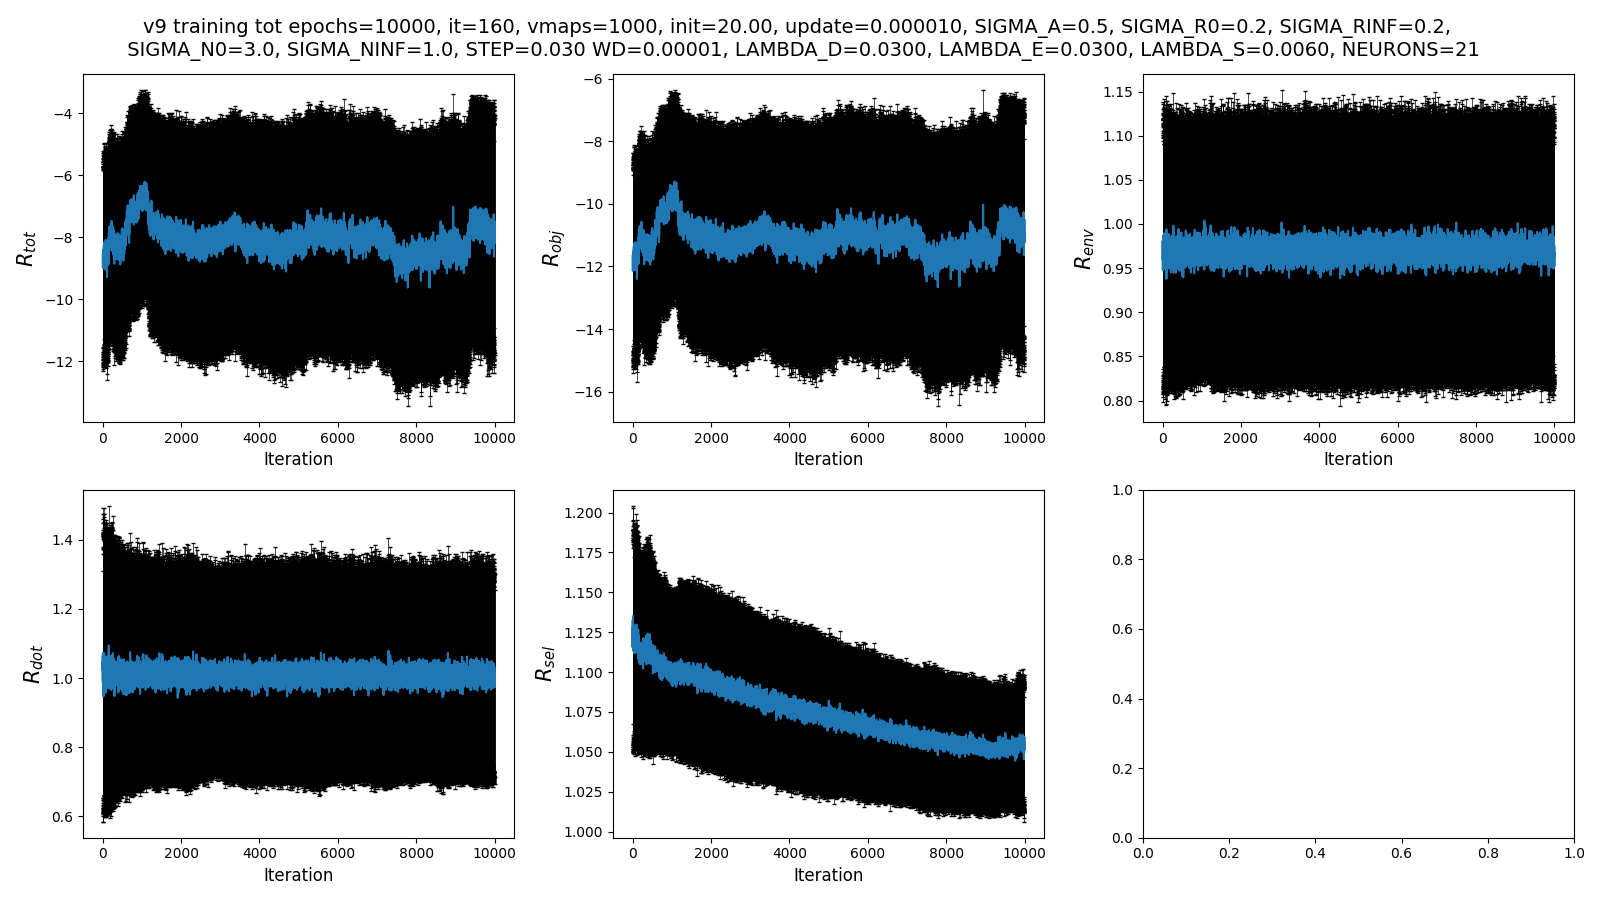 v9 training tot epochs=10000, it=160, vmaps=1000, init=20.00, update=0.000010, SIGMA_A=0.5, SIGMA_R0=0.2, SIGMA_RINF=0.2,
SIGMA_N0=3.0, SIGMA_NINF=1.0, STEP=0.030 WD=0.00001, LAMBDA_D=0.0300, LAMBDA_E=0.0300, LAMBDA_S=0.0060, NEURONS=21
R_tot
−4
−6
−8
−10
−12
0 2000 4000 6000 8000 10000
Iteration
R_obj
−6
−8
−10
−12
−14
−16
0 2000 4000 6000 8000 10000
Iteration
R_env
1.15
1.10
1.05
1.00
0.95
0.90
0.85
0.80
0 2000 4000 6000 8000 10000
Iteration
R_dot
1.4
1.2
1.0
0.8
0.6
0 2000 4000 6000 8000 10000
Iteration
R_sel
1.200
1.175
1.150
1.125
1.100
1.075
1.050
1.025
1.000
0 2000 4000 6000 8000 10000
Iteration
1.0
0.8
0.6
0.4
0.2
0.0
0.0 0.2 0.4 0.6 0.8 1.0